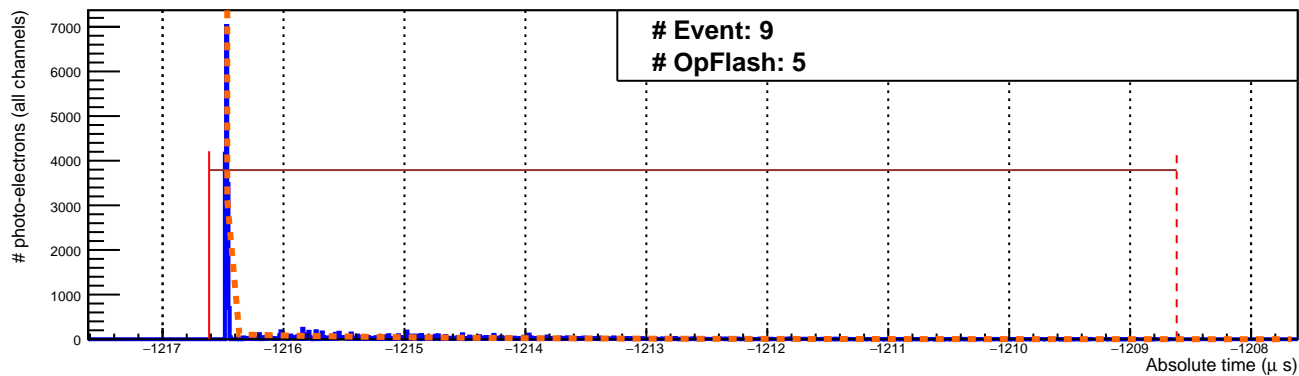 # Event: 9
# OpFlash: 5
# photo-electrons (all channels)
7000
6000
5000
4000
3000
2000
1000
0
−1217 −1216 −1215 −1214 −1213 −1212 −1211 −1210 −1209 −1208
Absolute time (μ s)